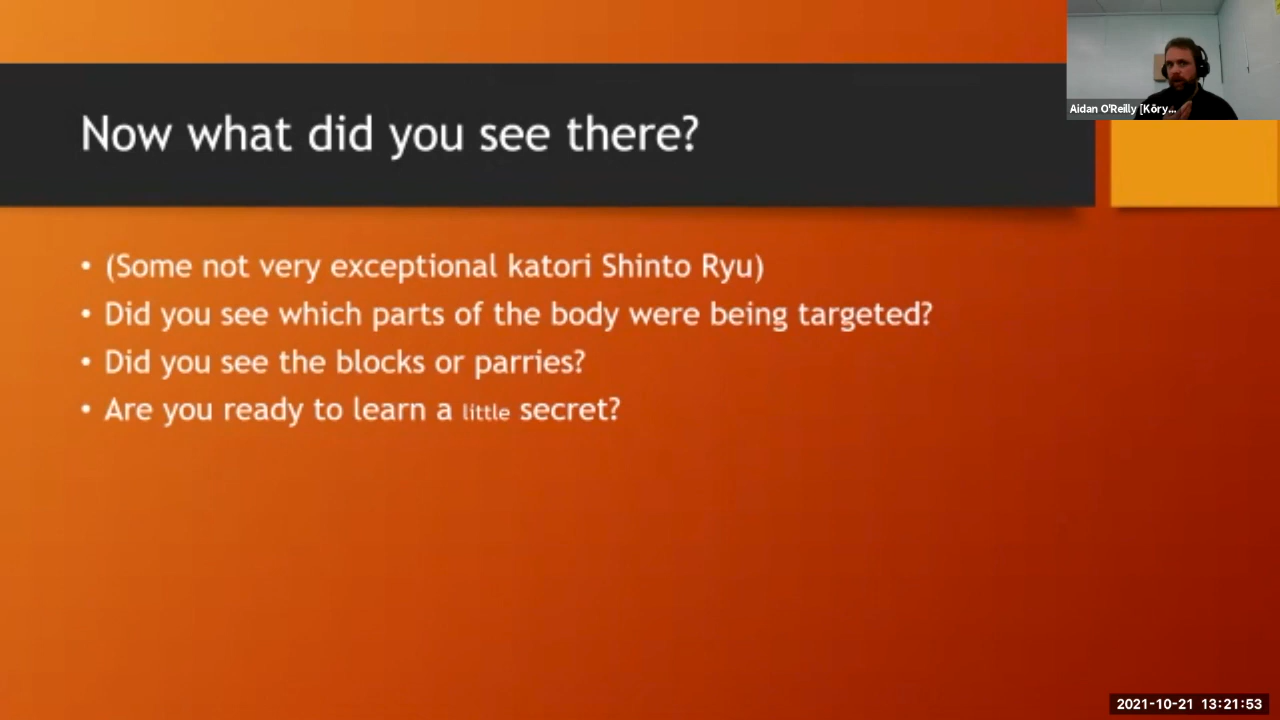 Aidan O'Reilly [Kōry...
Now what did you see there?
• (Some not very exceptional katori Shinto Ryu)
• Did you see which parts of the body were being targeted?
• Did you see the blocks or parries?
• Are you ready to learn a little secret?
2021-10-21 13:21:53